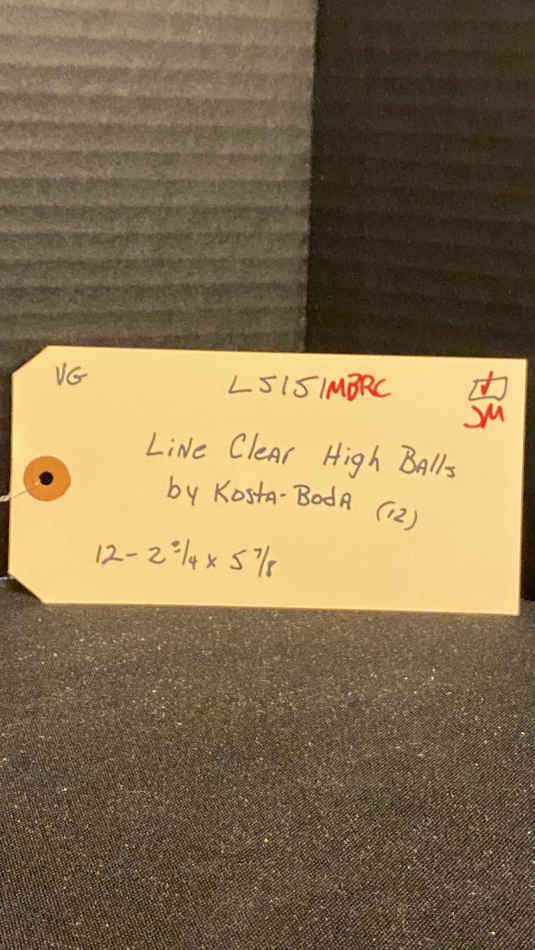 VG L5151MBRC
JM
Line Clear High Balls
by Kosta-Boda (12)
12- 2 3/4 x 5 7/8